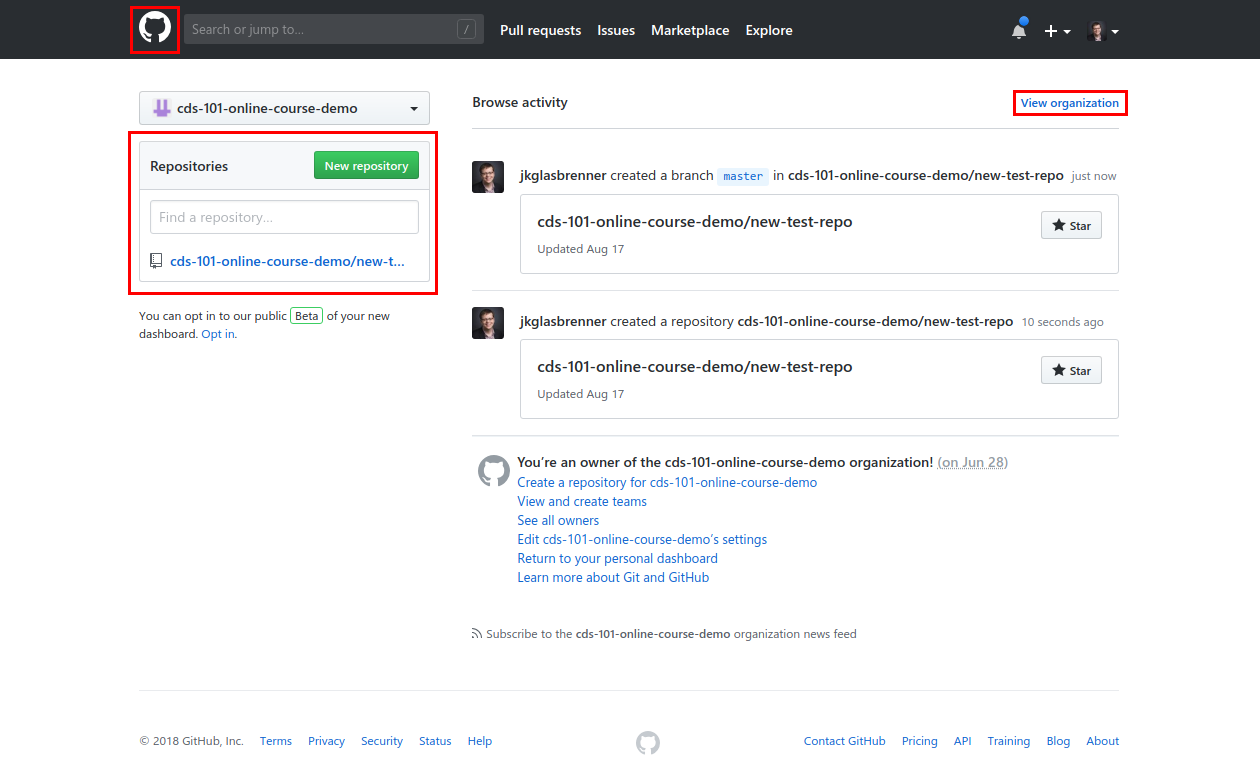 Search or jump to...
/
Pull requests
Issues
Marketplace
Explore
cds-101-online-course-demo
Repositories
New repository
Find a repository...
cds-101-online-course-demo/new-t...
You can opt in to our public Beta of your new
dashboard. Opt in.
Browse activity
View organization
jkglasbrenner created a branch master in cds-101-online-course-demo/new-test-repo just now
cds-101-online-course-demo/new-test-repo
Star
Updated Aug 17
jkglasbrenner created a repository cds-101-online-course-demo/new-test-repo 10 seconds ago
cds-101-online-course-demo/new-test-repo
Star
Updated Aug 17
You’re an owner of the cds-101-online-course-demo organization! (on Jun 28)
Create a repository for cds-101-online-course-demo
View and create teams
See all owners
Edit cds-101-online-course-demo’s settings
Return to your personal dashboard
Learn more about Git and GitHub
Subscribe to the cds-101-online-course-demo organization news feed
© 2018 GitHub, Inc. Terms Privacy Security Status Help
Contact GitHub Pricing API Training Blog About